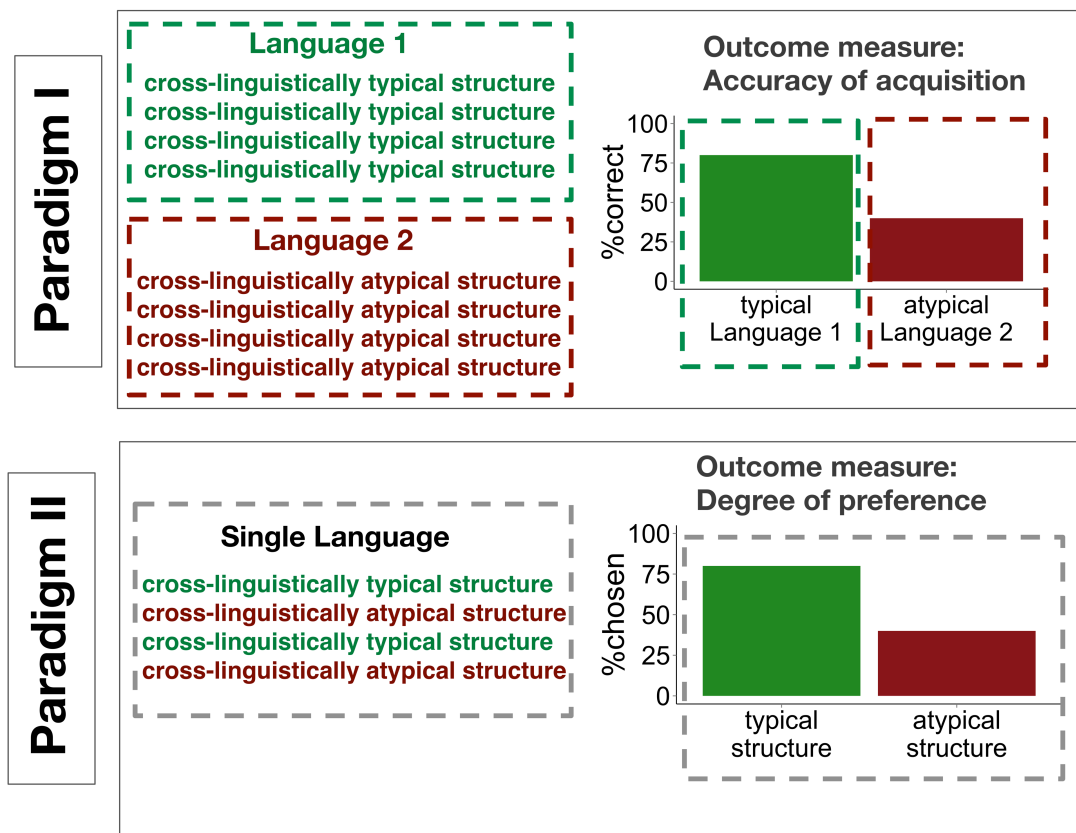 Paradigm I
Language 1
cross-linguistically typical structure
cross-linguistically typical structure
cross-linguistically typical structure
cross-linguistically typical structure
Language 2
cross-linguistically atypical structure
cross-linguistically atypical structure
cross-linguistically atypical structure
cross-linguistically atypical structure
Outcome measure:
Accuracy of acquisition
%correct
100
75
50
25
0
typical
Language 1
atypical
Language 2
Paradigm II
Single Language
cross-linguistically typical structure
cross-linguistically atypical structure
cross-linguistically typical structure
cross-linguistically atypical structure
Outcome measure:
Degree of preference
%chosen
100
75
50
25
0
typical
structure
atypical
structure